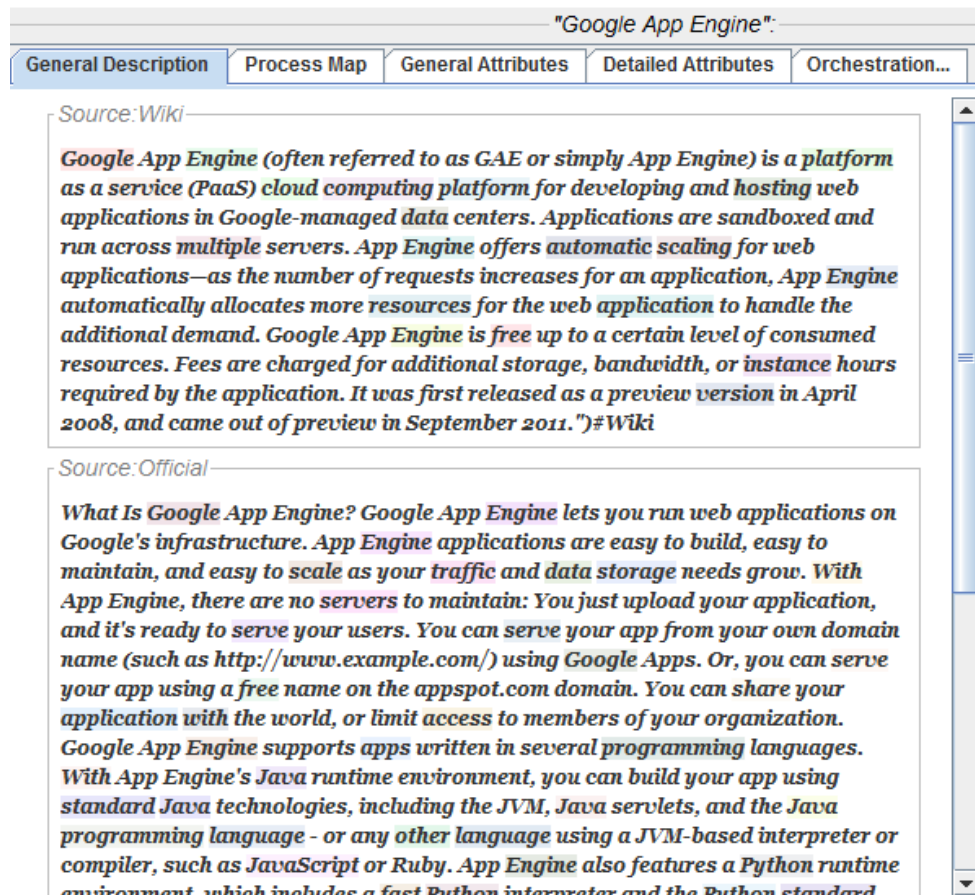 "Google App Engine":
General Description Process Map General Attributes Detailed Attributes Orchestration...
Source:Wiki
Google App Engine (often referred to as GAE or simply App Engine) is a platform
as a service (PaaS) cloud computing platform for developing and hosting web
applications in Google-managed data centers. Applications are sandboxed and
run across multiple servers. App Engine offers automatic scaling for web
applications—as the number of requests increases for an application, App Engine
automatically allocates more resources for the web application to handle the
additional demand. Google App Engine is free up to a certain level of consumed
resources. Fees are charged for additional storage, bandwidth, or instance hours
required by the application. It was first released as a preview version in April
2008, and came out of preview in September 2011.")#Wiki
Source:Official
What Is Google App Engine? Google App Engine lets you run web applications on
Google's infrastructure. App Engine applications are easy to build, easy to
maintain, and easy to scale as your traffic and data storage needs grow. With
App Engine, there are no servers to maintain: You just upload your application,
and it's ready to serve your users. You can serve your app from your own domain
name (such as http://www.example.com/) using Google Apps. Or, you can serve
your app using a free name on the appspot.com domain. You can share your
application with the world, or limit access to members of your organization.
Google App Engine supports apps written in several programming languages.
With App Engine's Java runtime environment, you can build your app using
standard Java technologies, including the JVM, Java servlets, and the Java
programming language - or any other language using a JVM-based interpreter or
compiler, such as JavaScript or Ruby. App Engine also features a Python runtime
environment, which includes a fast Python interpreter and the Python standard